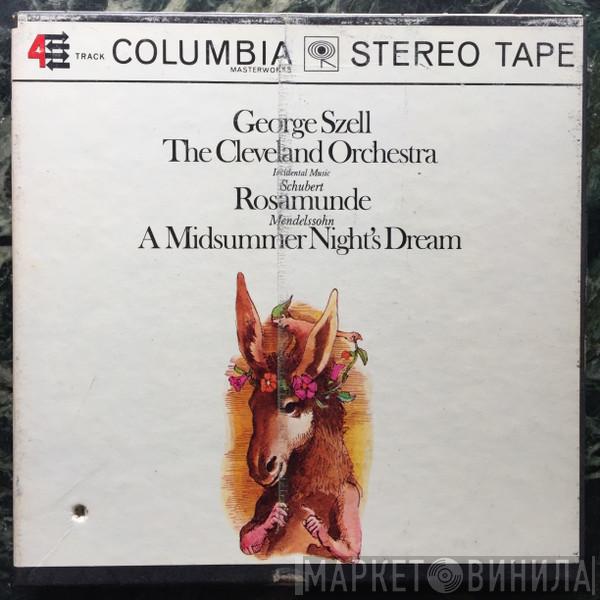 4 TRACK COLUMBIA STEREO TAPE
MASTERWORKS
George Szell
The Cleveland Orchestra
Incidental Music
Schubert
Rosamunde
Mendelssohn
A Midsummer Night's Dream
МАРКЕТ ВИНИЛА